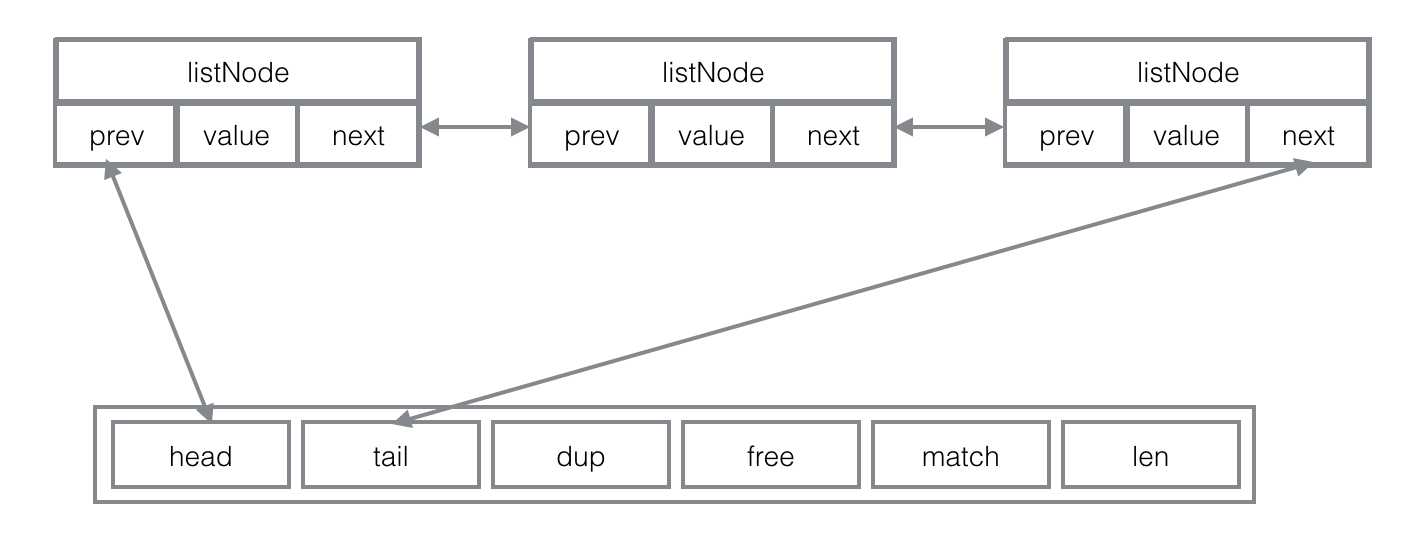 listNode
prev value next
listNode
prev value next
listNode
prev value next
head tail dup free match len